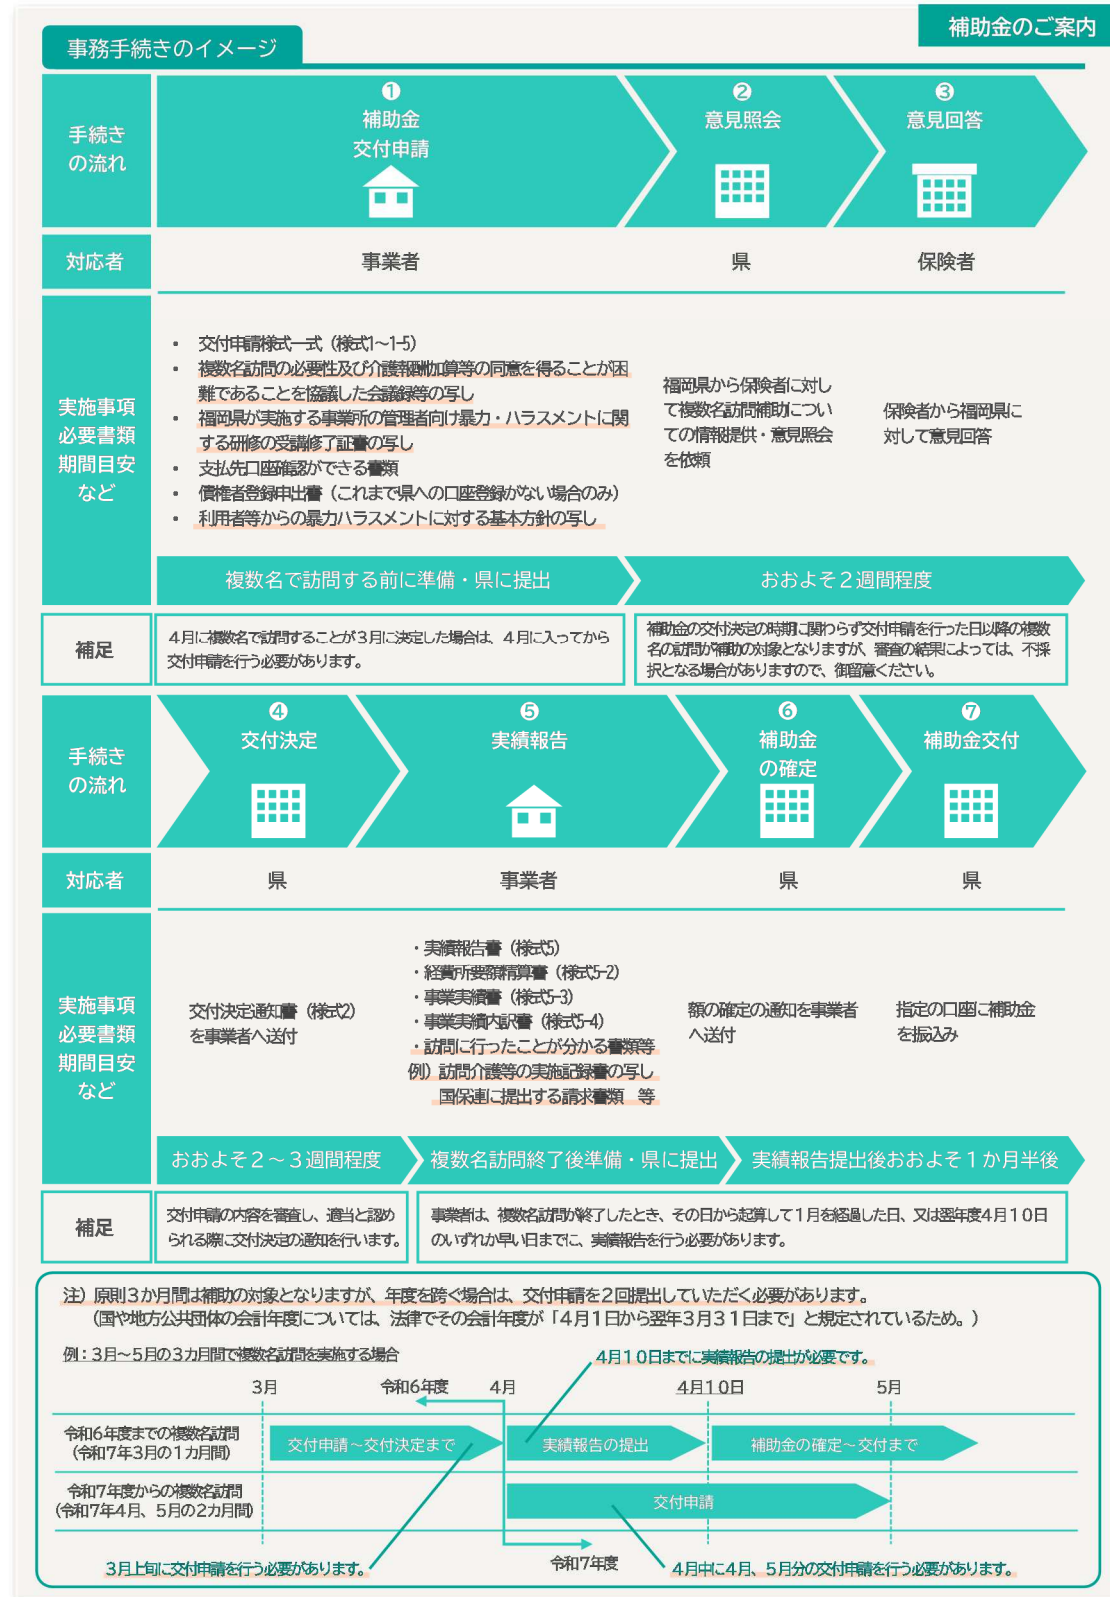 補助金のご案内
事務手続きのイメージ
手続き
の流れ
❶
補助金
交付申請
❷
意見照会
❸
意見回答
対応者
事業者
県
保険者
実施事項
必要書類
期間目安
など
• 交付申請様式一式（様式1～1-5）
• 複数名訪問の必要性及び介護報酬加算等の同意を得ることが困
難であることを協議した会議録等の写し
• 福岡県が実施する事業所の管理者向け暴力・ハラスメントに関
する研修の受講修了証書の写し
• 支払先口座確認ができる書類
• 債権者登録申出書（これまで県への口座登録がない場合のみ）
• 利用者等からの暴力ハラスメントに対する基本方針の写し
福岡県から保険者に対し
て複数名訪問補助につい
ての情報提供・意見照会
を依頼
保険者から福岡県に
対して意見回答
複数名で訪問する前に準備・県に提出
おおよそ２週間程度
補足
４月に複数名で訪問することが３月に決定した場合は、４月に入ってから
交付申請を行う必要があります。
補助金の交付決定の時期に関わらず交付申請を行った日以降の複数
名の訪問が補助の対象となりますが、審査の結果によっては、不採
択となる場合がありますので、御留意ください。
手続き
の流れ
❹
交付決定
❺
実績報告
❻
補助金
の確定
❼
補助金交付
対応者
県
事業者
県
県
実施事項
必要書類
期間目安
など
交付決定通知書（様式2）
を事業者へ送付
・実績報告書（様式5）
・経費所要額精算書（様式5-2）
・事業実績書（様式5-3）
・事業実績内訳書（様式5-4）
・訪問に行ったことが分かる書類等
例）訪問介護等の実施記録書の写し
国保連に提出する請求書類　等
額の確定の通知を事業者
へ送付
指定の口座に補助金
を振込み
おおよそ２～３週間程度
複数名訪問終了後準備・県に提出
実績報告提出後おおよそ１か月半後
補足
交付申請の内容を審査し、適当と認め
られる際に交付決定の通知を行います。
事業者は、複数名訪問が終了したとき、その日から起算して１月を経過した日、又は翌年度４月１０日
のいずれか早い日までに、実績報告を行う必要があります。
注）原則３か月間は補助の対象となりますが、年度を跨ぐ場合は、交付申請を２回提出していただく必要があります。
（国や地方公共団体の会計年度については、法律でその会計年度が「４月１日から翌年３月３１日まで」と規定されているため。）
例：３月～５月の３カ月間で複数名訪問を実施する場合
４月１０日までに実績報告の提出が必要です。
3月
令和6年度
4月
4月10日
5月
令和6年度までの複数名訪問
（令和7年3月の１カ月間）
交付申請～交付決定まで
実績報告の提出
補助金の確定～交付まで
令和7年度からの複数名訪問
（令和7年4月、5月の2カ月間）
交付申請
令和7年度
３月上旬に交付申請を行う必要があります。
４月中に４月、５月分の交付申請を行う必要があります。